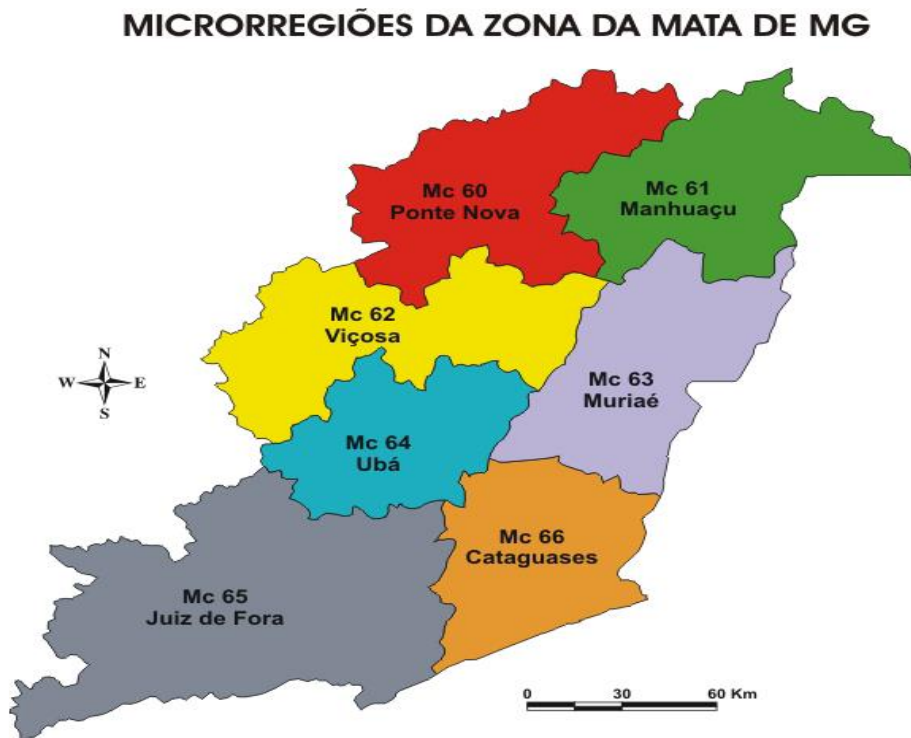 MICRORREGIÕES DA ZONA DA MATA DE MG
Mc 60
Ponte Nova
Mc 61
Manhuaçu
Mc 62
Viçosa
N
W E
S
Mc 63
Muriaé
Mc 64
Ubá
Mc 66
Cataguases
Mc 65
Juiz de Fora
0 30 60 Km